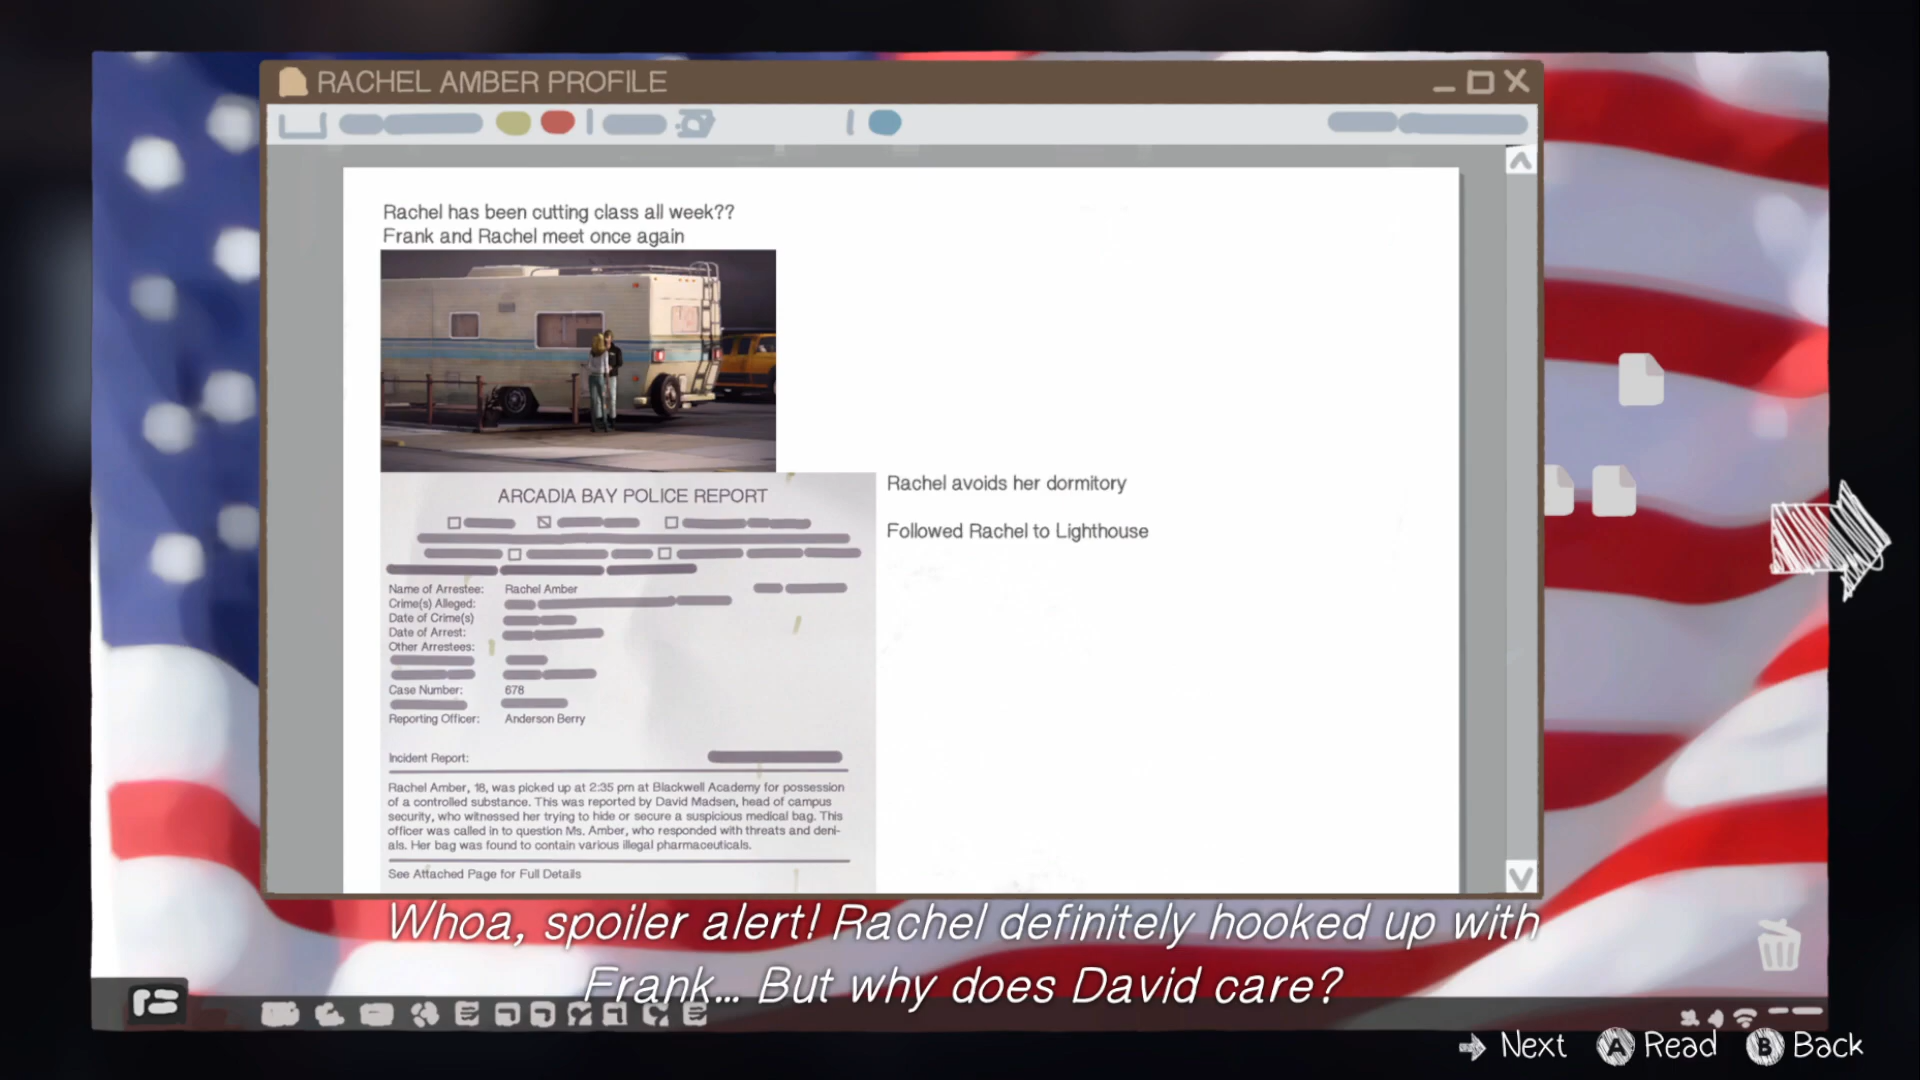 RACHEL AMBER PROFILE
Rachel has been cutting class all week??
Frank and Rachel meet once again
ARCADIA BAY POLICE REPORT
Name of Arrestee: Rachel Amber
Crime(s) Alleged:
Date of Crime(s)
Date of Arrest:
Other Arrestees:
Case Number: 678
Reporting Officer: Anderson Berry
Incident Report:
Rachel Amber, 18, was picked up at 2:35 pm at Blackwell Academy for possession
of a controlled substance. This was reported by David Madsen, head of campus
security, who witnessed her trying to hide or secure a suspicious medical bag. This
officer was called in to question Ms. Amber, who responded with threats and deni-
als. Her bag was found to contain various illegal pharmaceuticals.
See Attached Page for Full Details
Rachel avoids her dormitory
Followed Rachel to Lighthouse
Whoa, spoiler alert! Rachel definitely hooked up with
Frank... But why does David care?
Next A Read B Back